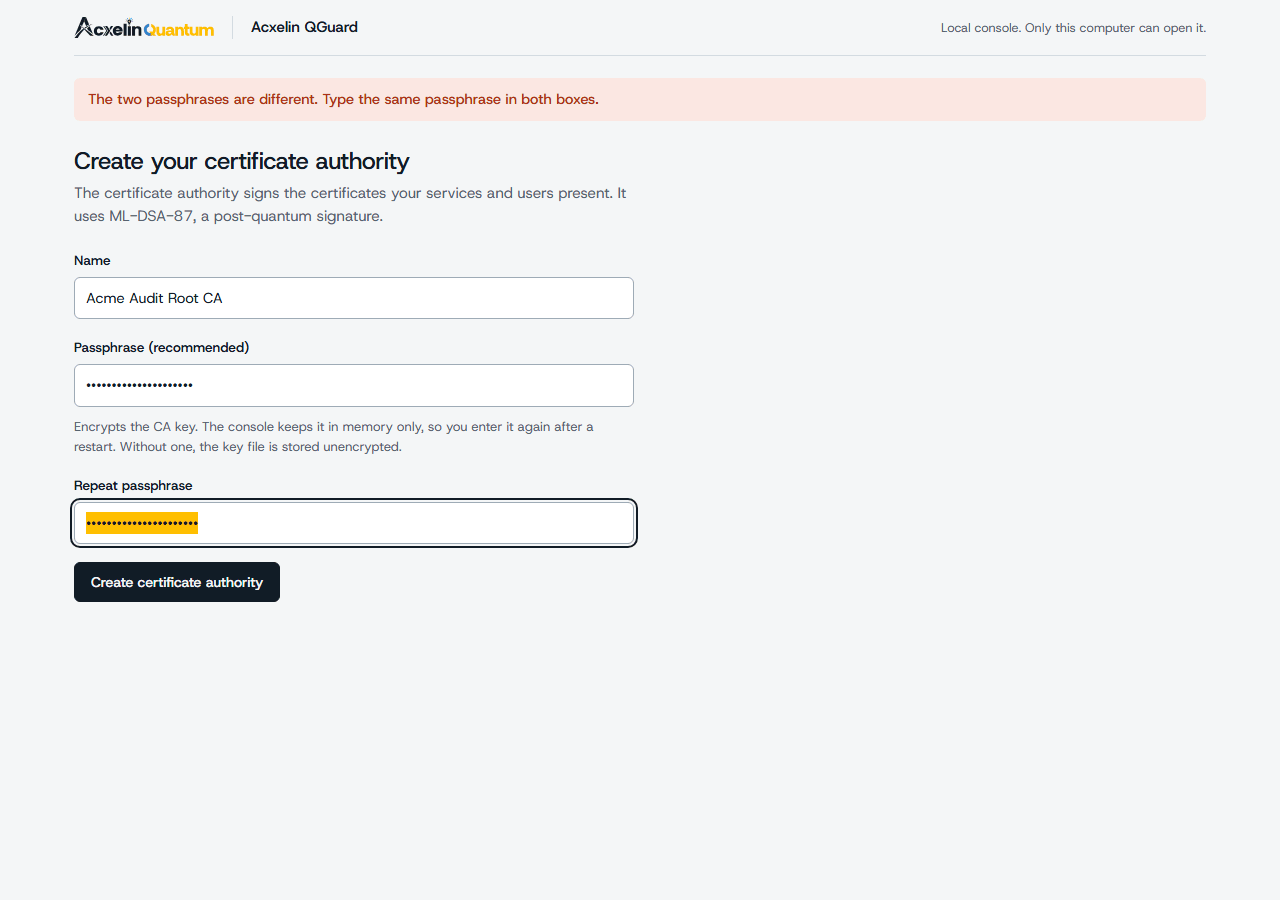 Acxelin Quantum
Acxelin QGuard
Local console. Only this computer can open it.
The two passphrases are different. Type the same passphrase in both boxes.
Create your certificate authority
The certificate authority signs the certificates your services and users present. It
uses ML-DSA-87, a post-quantum signature.
Name
Acme Audit Root CA
Passphrase (recommended)
•••••••••••••••••••••
Encrypts the CA key. The console keeps it in memory only, so you enter it again after a
restart. Without one, the key file is stored unencrypted.
Repeat passphrase
••••••••••••••••••••••
Create certificate authority